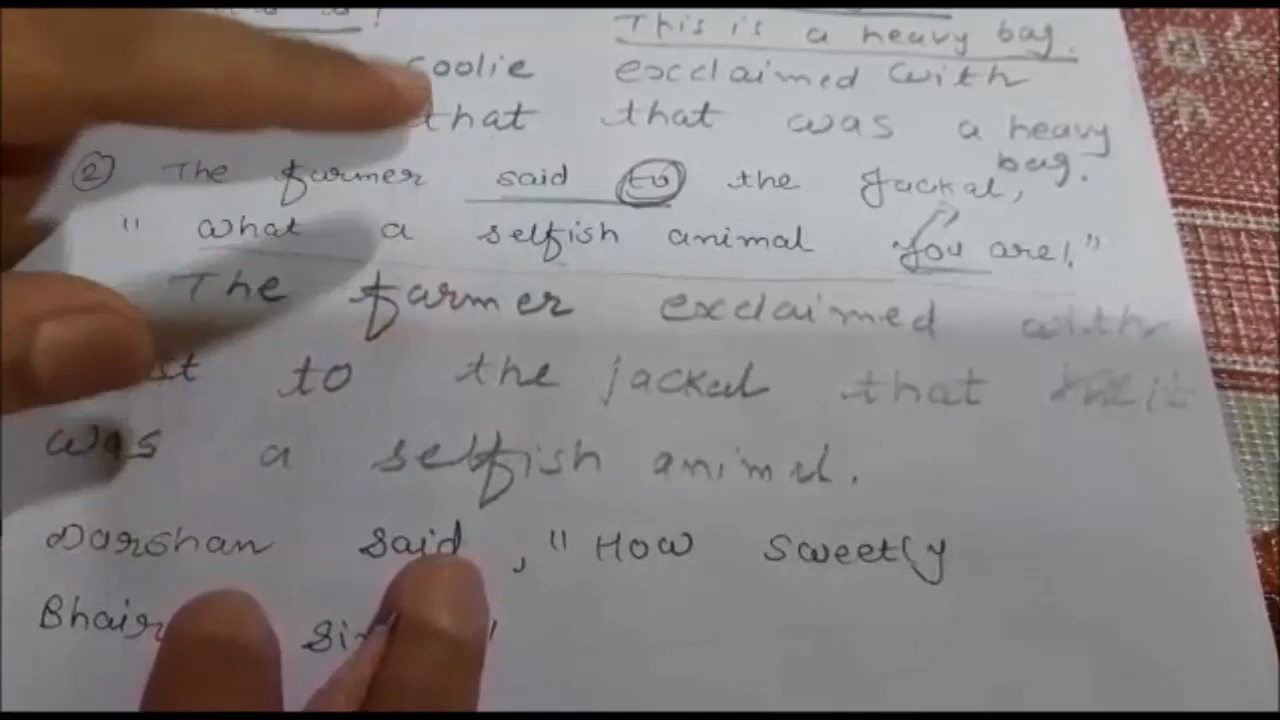 This is a heavy bag.
coolie exclaimed with
that that was a heavy
bag.
② The farmer said to the Jackal,
" what a selfish animal you are!"
The farmer exclaimed with
to the jackal that it
was a selfish animal.
Darshan said, " How sweetly